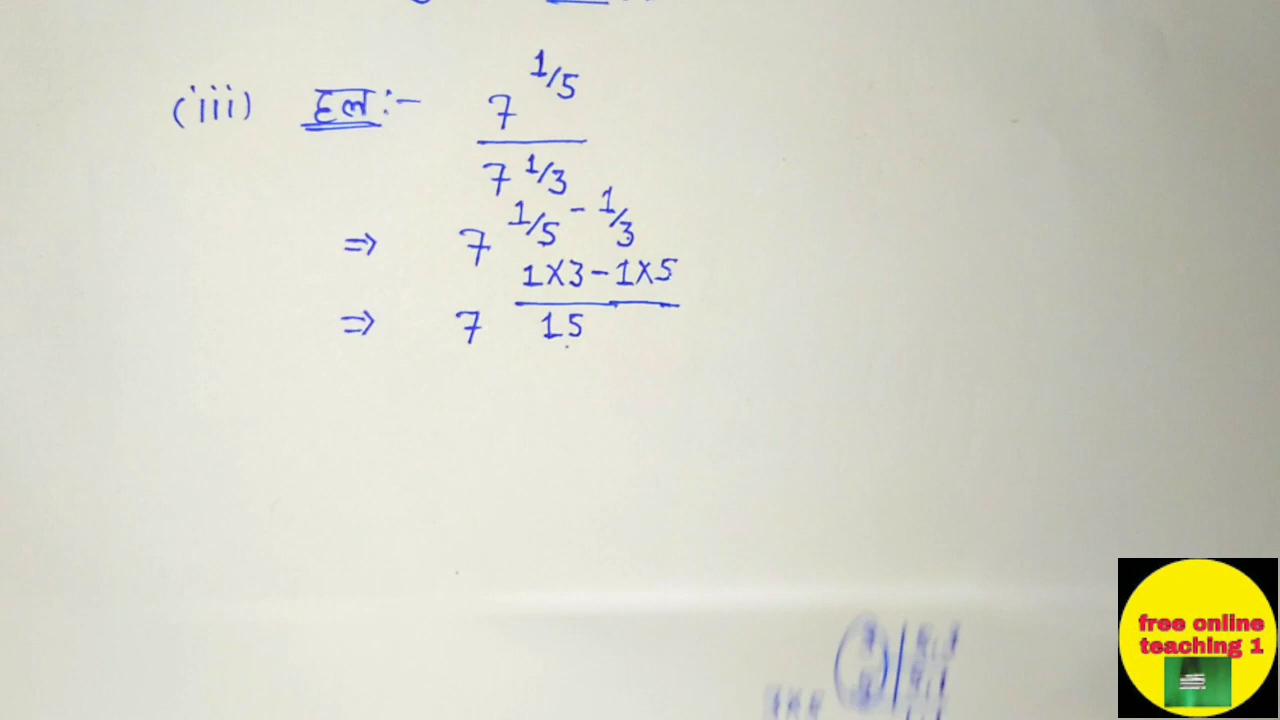 (iii) हल :-
7^1/5
7^1/3
⇒ 7^1/5 - 1/3
1×3-1×5
⇒ 7 15
free online
teaching 1